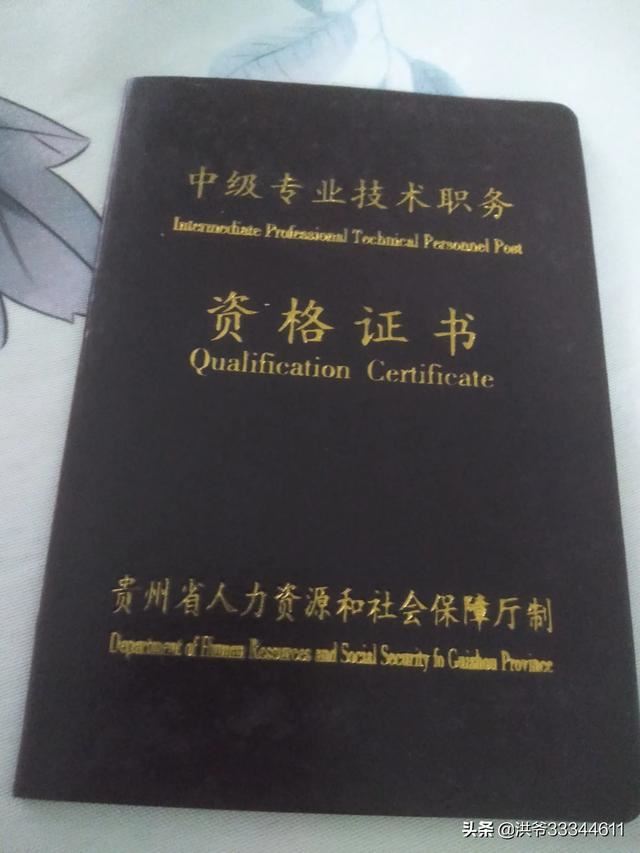 中级专业技术职务
Intermediate Professional Technical Personnel Post
资格证书
Qualification Certificate
贵州省人力资源和社会保障厅制
Department of Human Resources and Social Security fo Guizhou Province
头条 @洪爷33344611